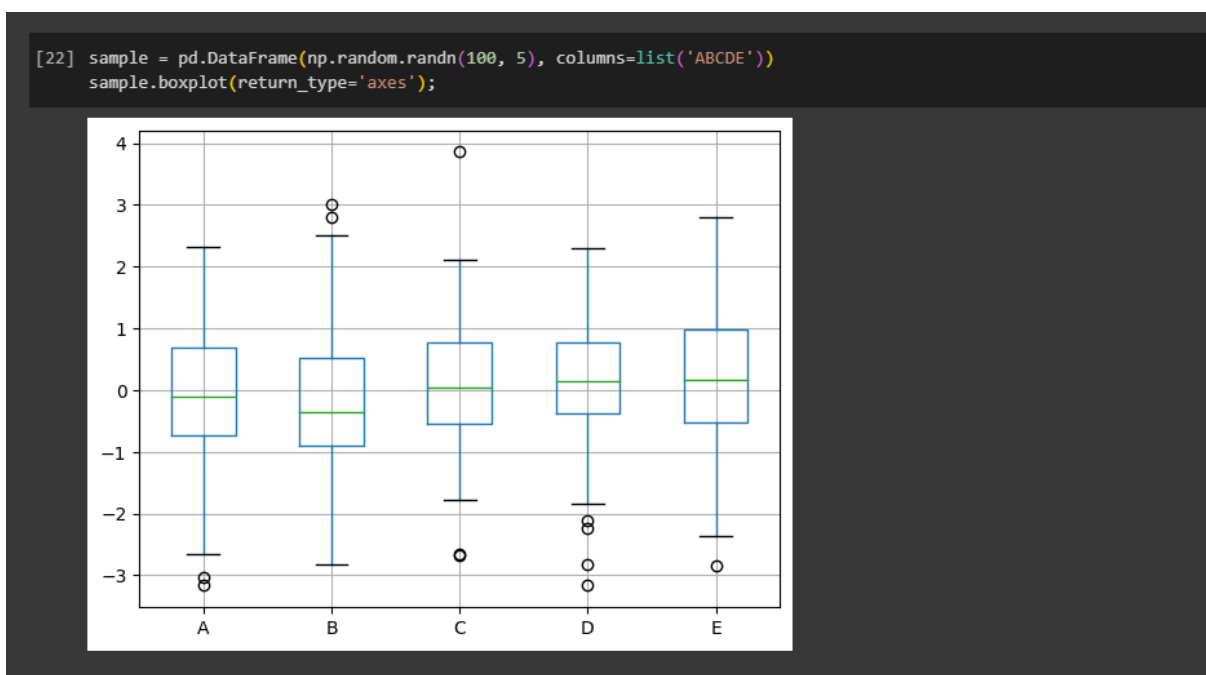 [22] sample = pd.DataFrame(np.random.randn(100, 5), columns=list('ABCDE'))
sample.boxplot(return_type='axes');
4
3
2
1
0
−1
−2
−3
A B C D E